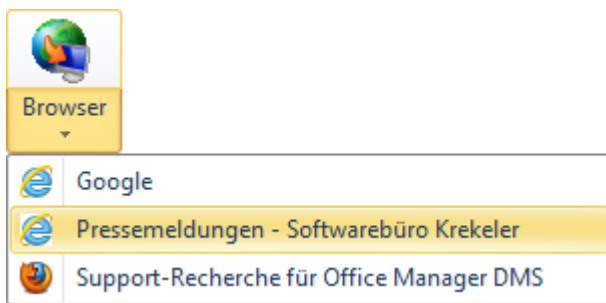 Browser
Google
Pressemeldungen - Softwarebüro Krekeler
Support-Recherche für Office Manager DMS